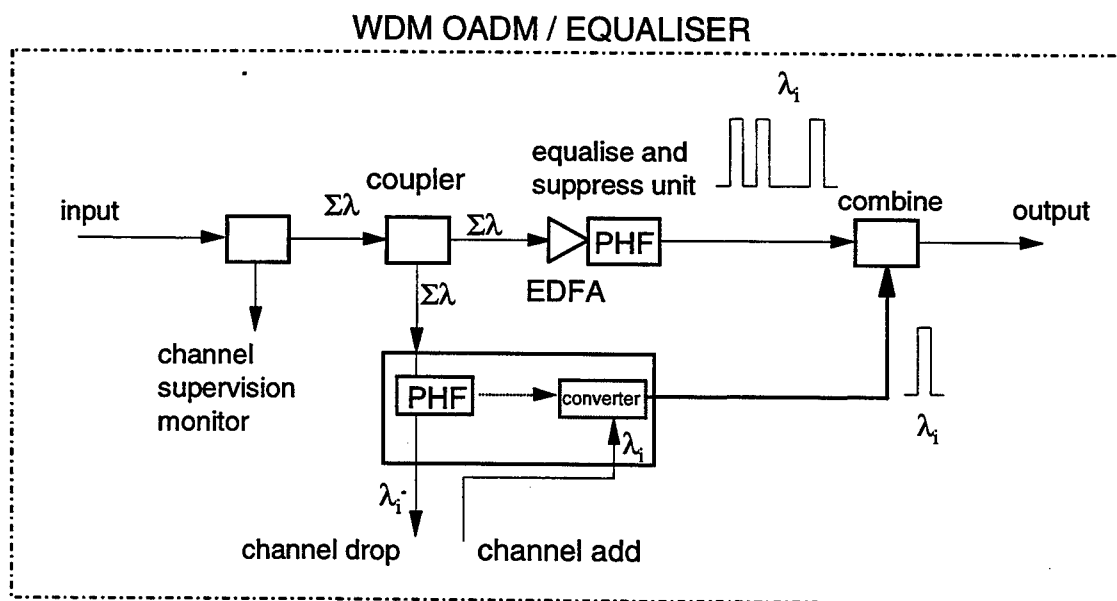 WDM OADM / EQUALISER
λi
equalise and
suppress unit
coupler
combine
input
Σλ
Σλ
PHF
output
EDFA
Σλ
channel
supervision
monitor
PHF
converter
λi
λi
λi
channel drop
channel add